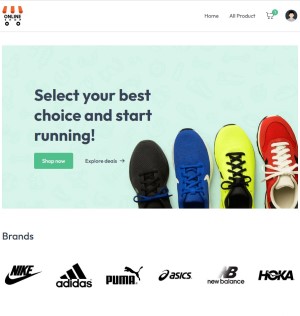 ONLINE
Home
All Product
Select your best
choice and start
running!
Shop now
Explore deals
Brands
NIKE
adidas
PUMA
asics
new balance
HOKA